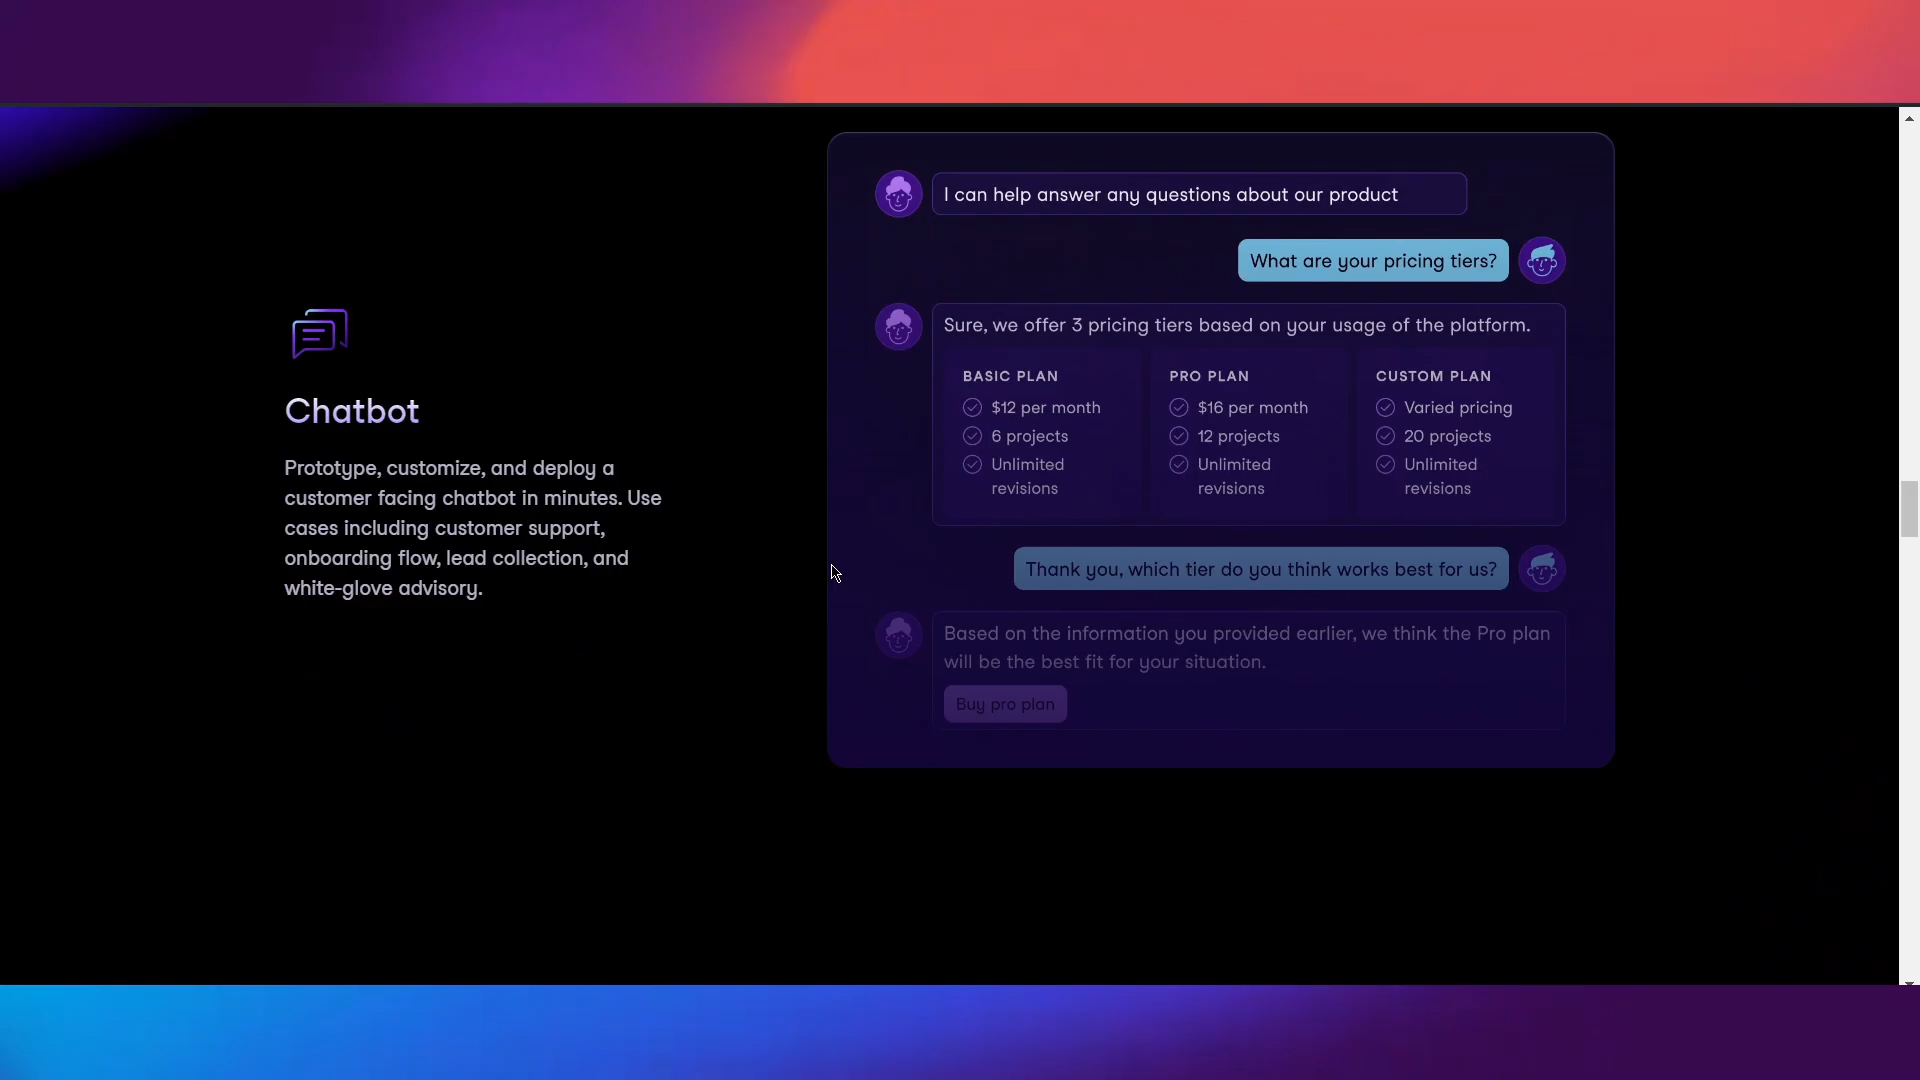 Chatbot
Prototype, customize, and deploy a
customer facing chatbot in minutes. Use
cases including customer support,
onboarding flow, lead collection, and
white-glove advisory.
I can help answer any questions about our product
What are your pricing tiers?
Sure, we offer 3 pricing tiers based on your usage of the platform.
BASIC PLAN
$12 per month
6 projects
Unlimited
revisions
PRO PLAN
$16 per month
12 projects
Unlimited
revisions
CUSTOM PLAN
Varied pricing
20 projects
Unlimited
revisions
Thank you, which tier do you think works best for us?
Based on the information you provided earlier, we think the Pro plan
will be the best fit for your situation.
Buy pro plan